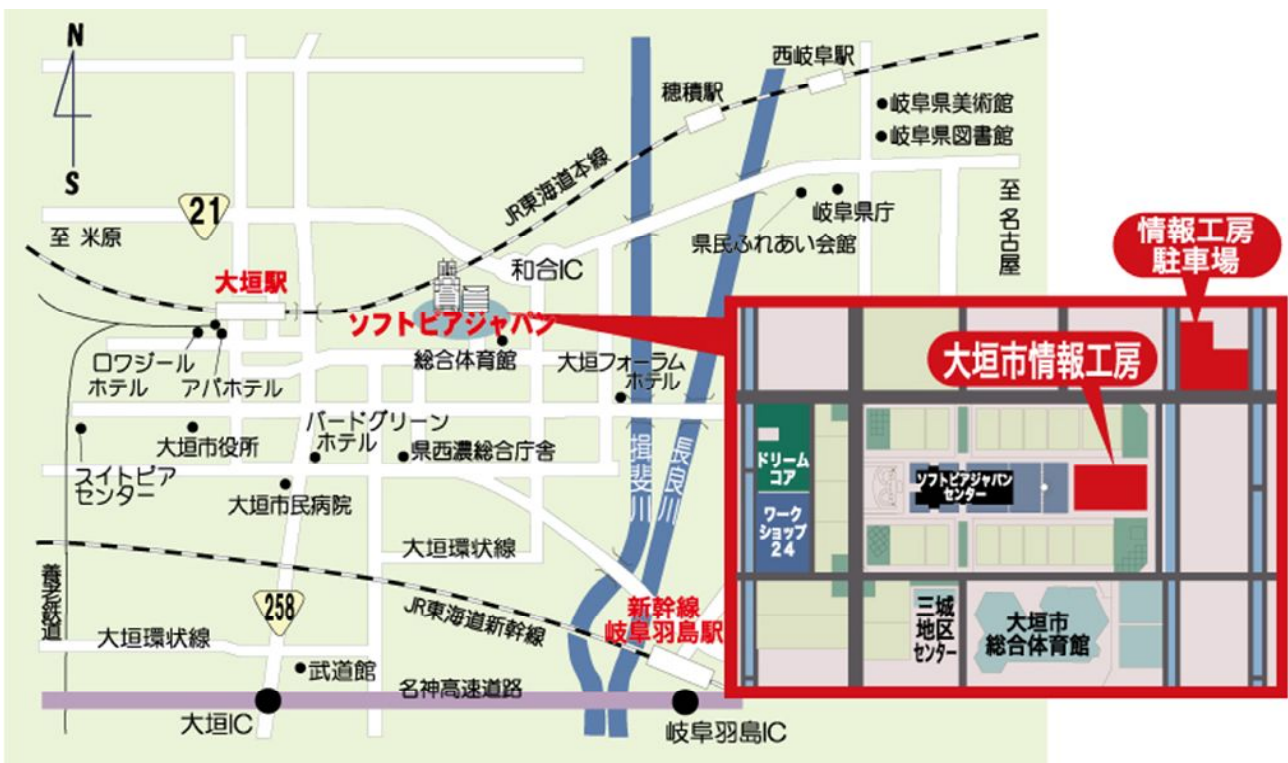 N
S
西岐阜駅
穂積駅
岐阜県美術館
岐阜県図書館
JR東海道本線
21
至 米原
岐阜県庁
県民ふれあい会館
至 名古屋
情報工房
駐車場
和合IC
大垣駅
ソフトピアジャパン
総合体育館
ロワジール
ホテル
アパホテル
大垣フォーラム
ホテル
大垣市情報工房
バードグリーン
ホテル
大垣市役所
県西濃総合庁舎
揖斐川
長良川
スイトピア
センター
大垣市民病院
ドリーム
コア
ソフトピアジャパン
センター
ワーク
ショップ
24
大垣環状線
養老鉄道
258
JR東海道新幹線
新幹線
岐阜羽島駅
三城
地区
センター
大垣市
総合体育館
大垣環状線
武道館
名神高速道路
大垣IC
岐阜羽島IC